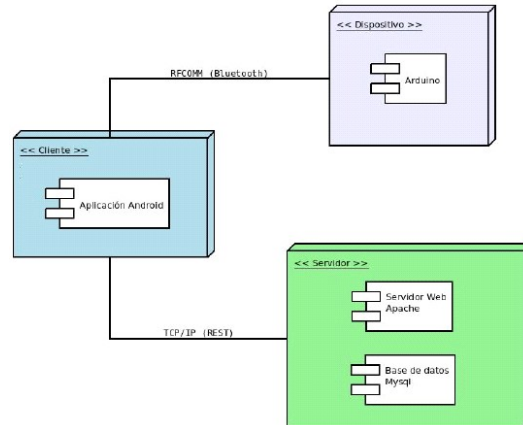 << Dispositivo >>
Arduino
RFCOMM (Bluetooth)
<< Cliente >>
Aplicación Android
<< Servidor >>
Servidor Web
Apache
TCP/IP (REST)
Base de datos
Mysql